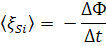 ⟨ξ_Si⟩ = − ΔΦ/Δt